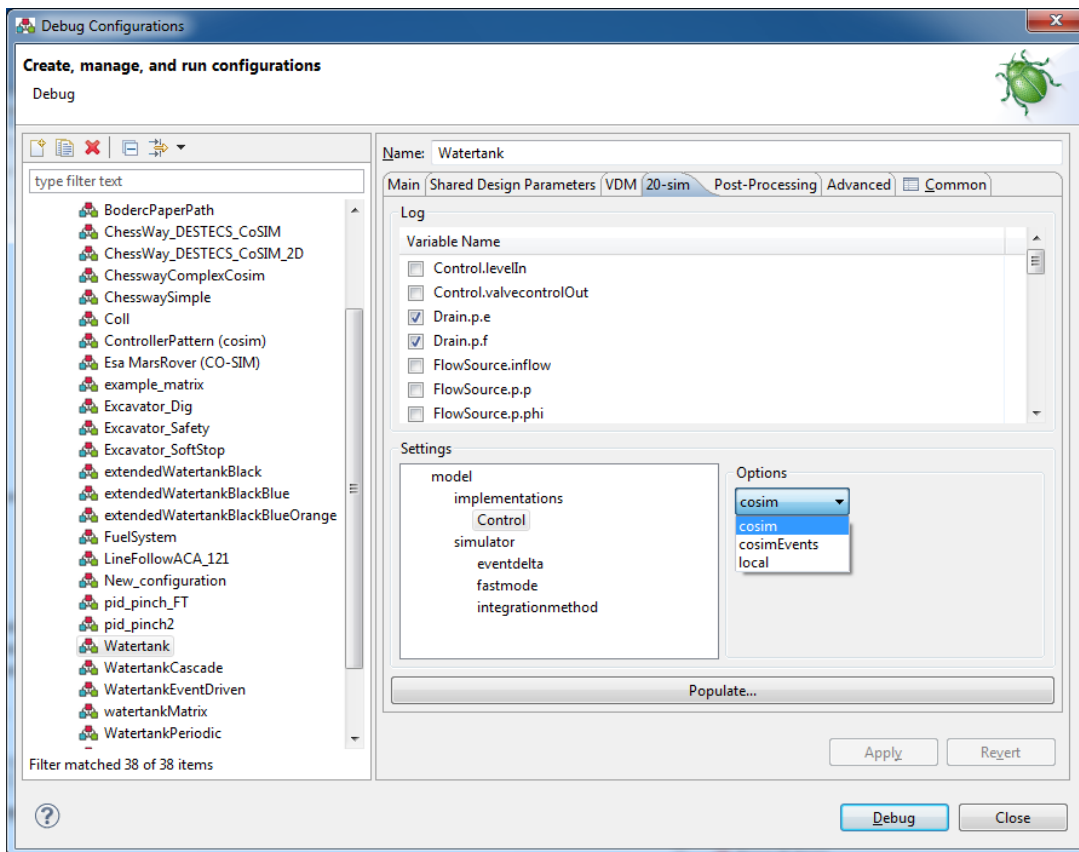 Debug Configurations
Create, manage, and run configurations
Debug
type filter text
BodercPaperPath
ChessWay_DESTECS_CoSIM
ChessWay_DESTECS_CoSIM_2D
ChesswayComplexCosim
ChesswaySimple
Coll
ControllerPattern (cosim)
Esa MarsRover (CO-SIM)
example_matrix
Excavator_Dig
Excavator_Safety
Excavator_SoftStop
extendedWatertankBlack
extendedWatertankBlackBlue
extendedWatertankBlackBlueOrange
FuelSystem
LineFollowACA_121
New_configuration
pid_pinch_FT
pid_pinch2
Watertank
WatertankCascade
WatertankEventDriven
watertankMatrix
WatertankPeriodic
Filter matched 38 of 38 items
Name: Watertank
Main Shared Design Parameters VDM 20-sim Post-Processing Advanced Common
Log
Variable Name
Control.levelIn
Control.valvecontrolOut
Drain.p.e
Drain.p.f
FlowSource.inflow
FlowSource.p.p
FlowSource.p.phi
Settings
model
implementations
Control
simulator
eventdelta
fastmode
integrationmethod
Options
cosim
cosim
cosimEvents
local
Populate...
Apply Revert
? Debug Close